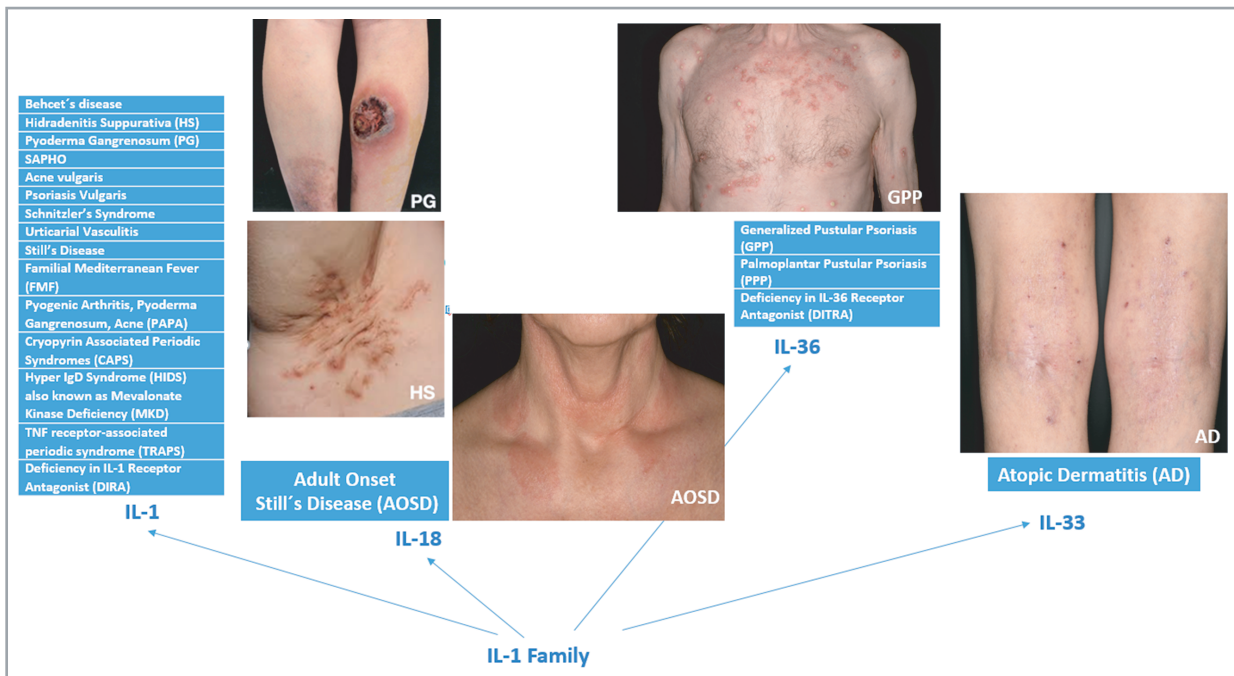 Behcet´s disease
Hidradenitis Suppurativa (HS)
Pyoderma Gangrenosum (PG)
SAPHO
Acne vulgaris
Psoriasis Vulgaris
Schnitzler's Syndrome
Urticarial Vasculitis
Still's Disease
Familial Mediterranean Fever
(FMF)
Pyogenic Arthritis, Pyoderma
Gangrenosum, Acne (PAPA)
Cryopyrin Associated Periodic
Syndromes (CAPS)
Hyper IgD Syndrome (HIDS)
also known as Mevalonate
Kinase Deficiency (MKD)
TNF receptor-associated
periodic syndrome (TRAPS)
Deficiency in IL-1 Receptor
Antagonist (DIRA)
IL-1
PG
HS
Adult Onset
Still´s Disease (AOSD)
IL-18
AOSD
GPP
Generalized Pustular Psoriasis
(GPP)
Palmoplantar Pustular Psoriasis
(PPP)
Deficiency in IL-36 Receptor
Antagonist (DITRA)
IL-36
AD
Atopic Dermatitis (AD)
IL-33
IL-1 Family